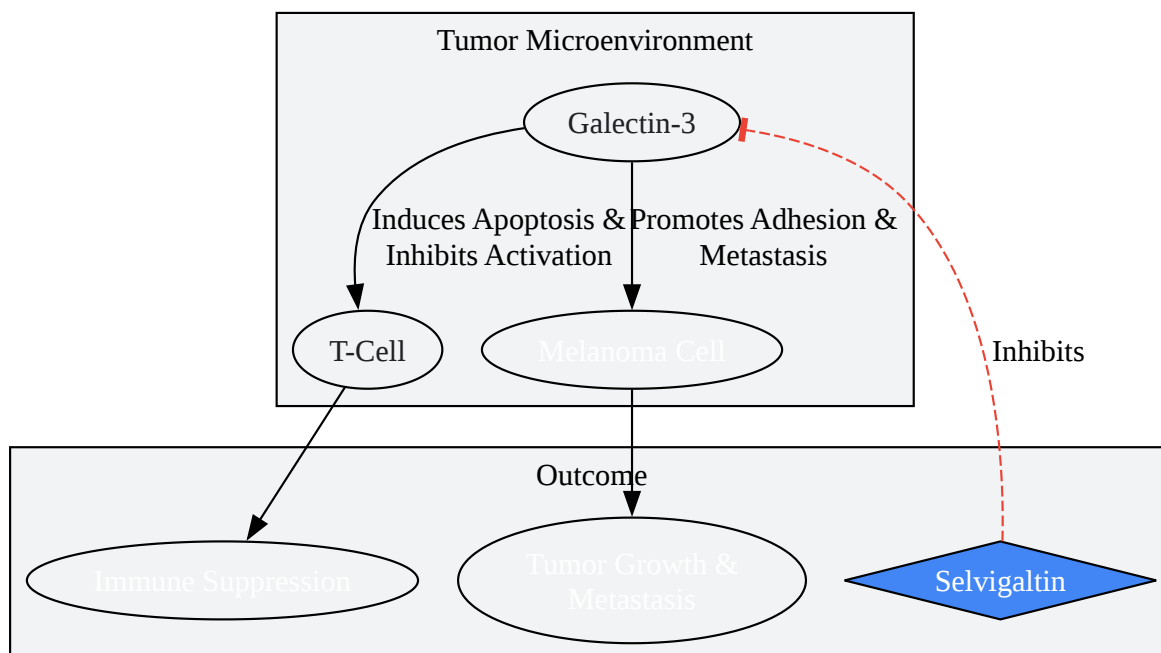 Tumor Microenvironment
Galectin-3
Induces Apoptosis &
Inhibits Activation
Promotes Adhesion &
Metastasis
T-Cell
Melanoma Cell
Inhibits
Outcome
Immune Suppression
Tumor Growth &
Metastasis
Selvigaltin